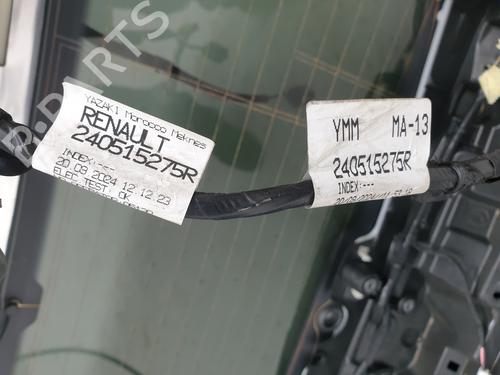 YAZAKI Morocco Meknes
RENAULT
240515275R
INDEX:---
20 09 2024 12 12 23
ELEC TEST: OK
YMM MA-13
240515275R
INDEX:---
PARTS